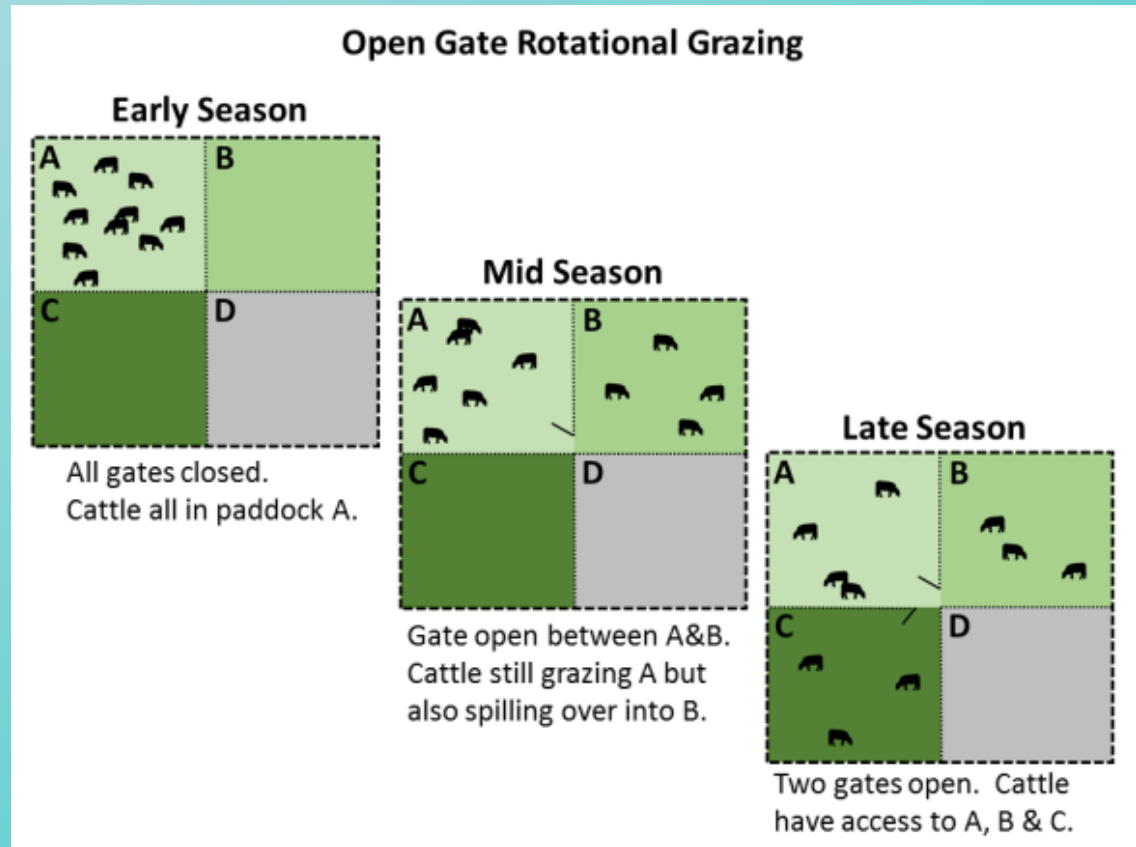 Open Gate Rotational Grazing
Early Season
A
B
C
D
All gates closed.
Cattle all in paddock A.
Mid Season
A
B
C
D
Gate open between A&B.
Cattle still grazing A but
also spilling over into B.
Late Season
A
B
C
D
Two gates open. Cattle
have access to A, B & C.